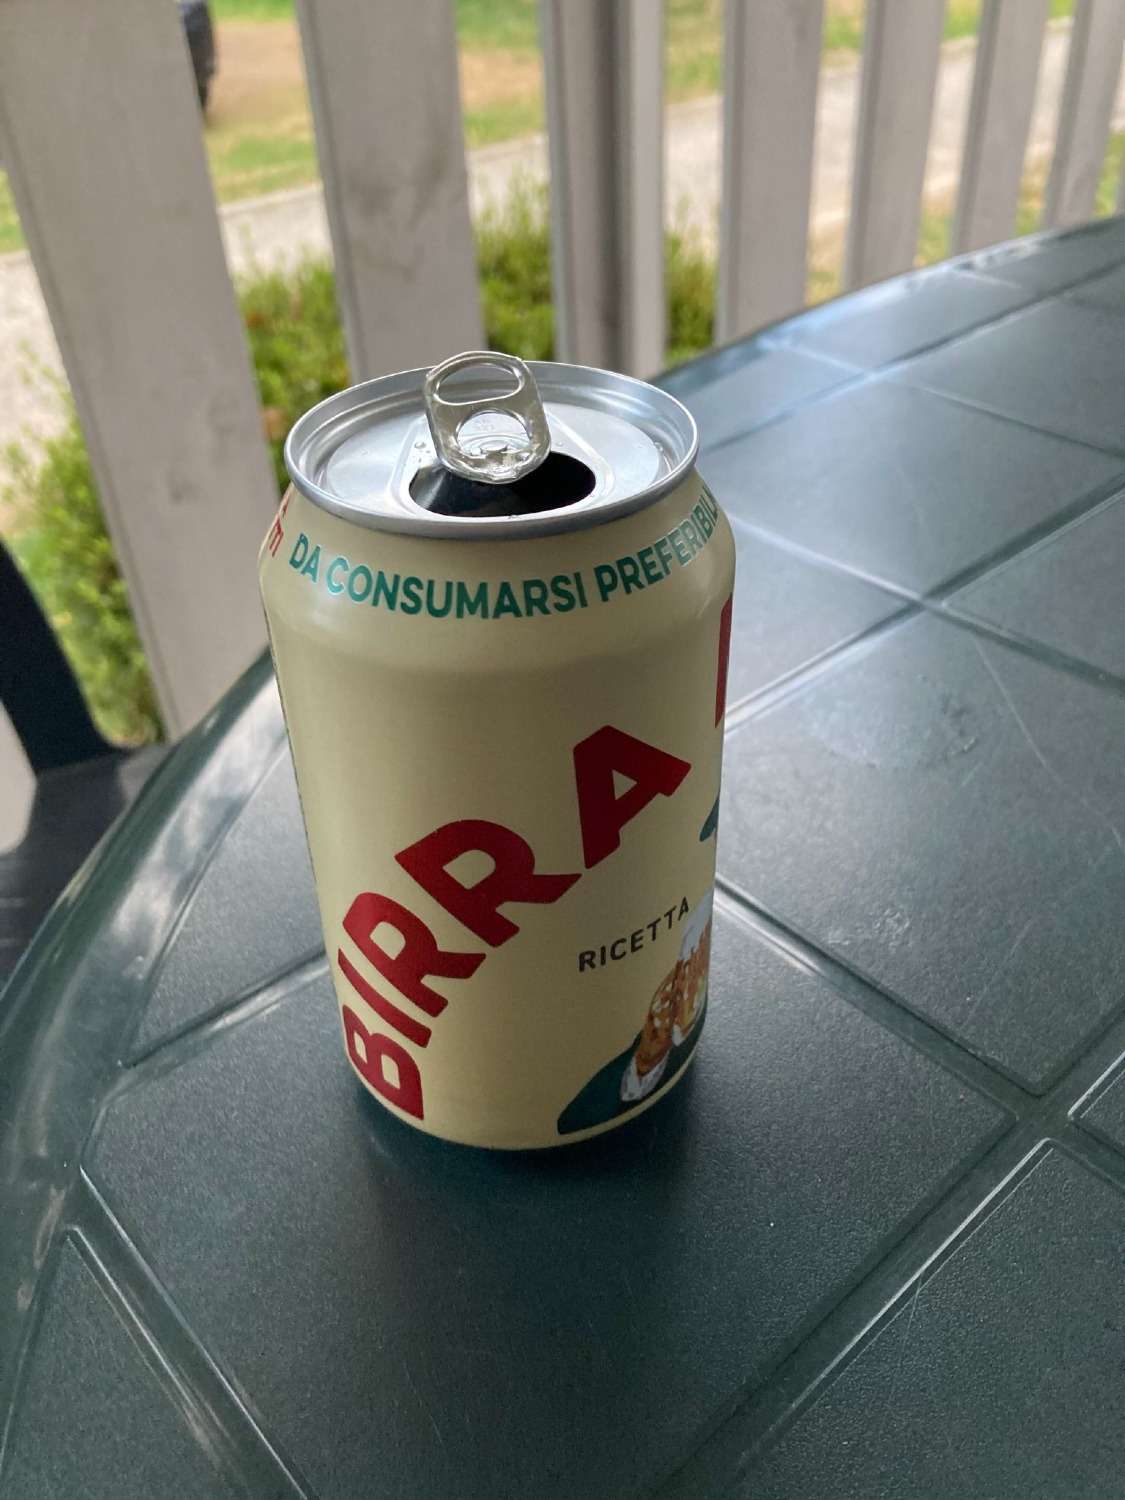 DA CONSUMARSI PREFERIBIL
BIRRA
RICETTA